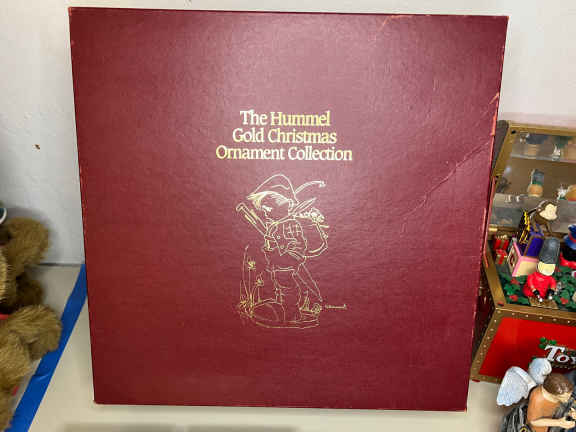 The Hummel
Gold Christmas
Ornament Collection